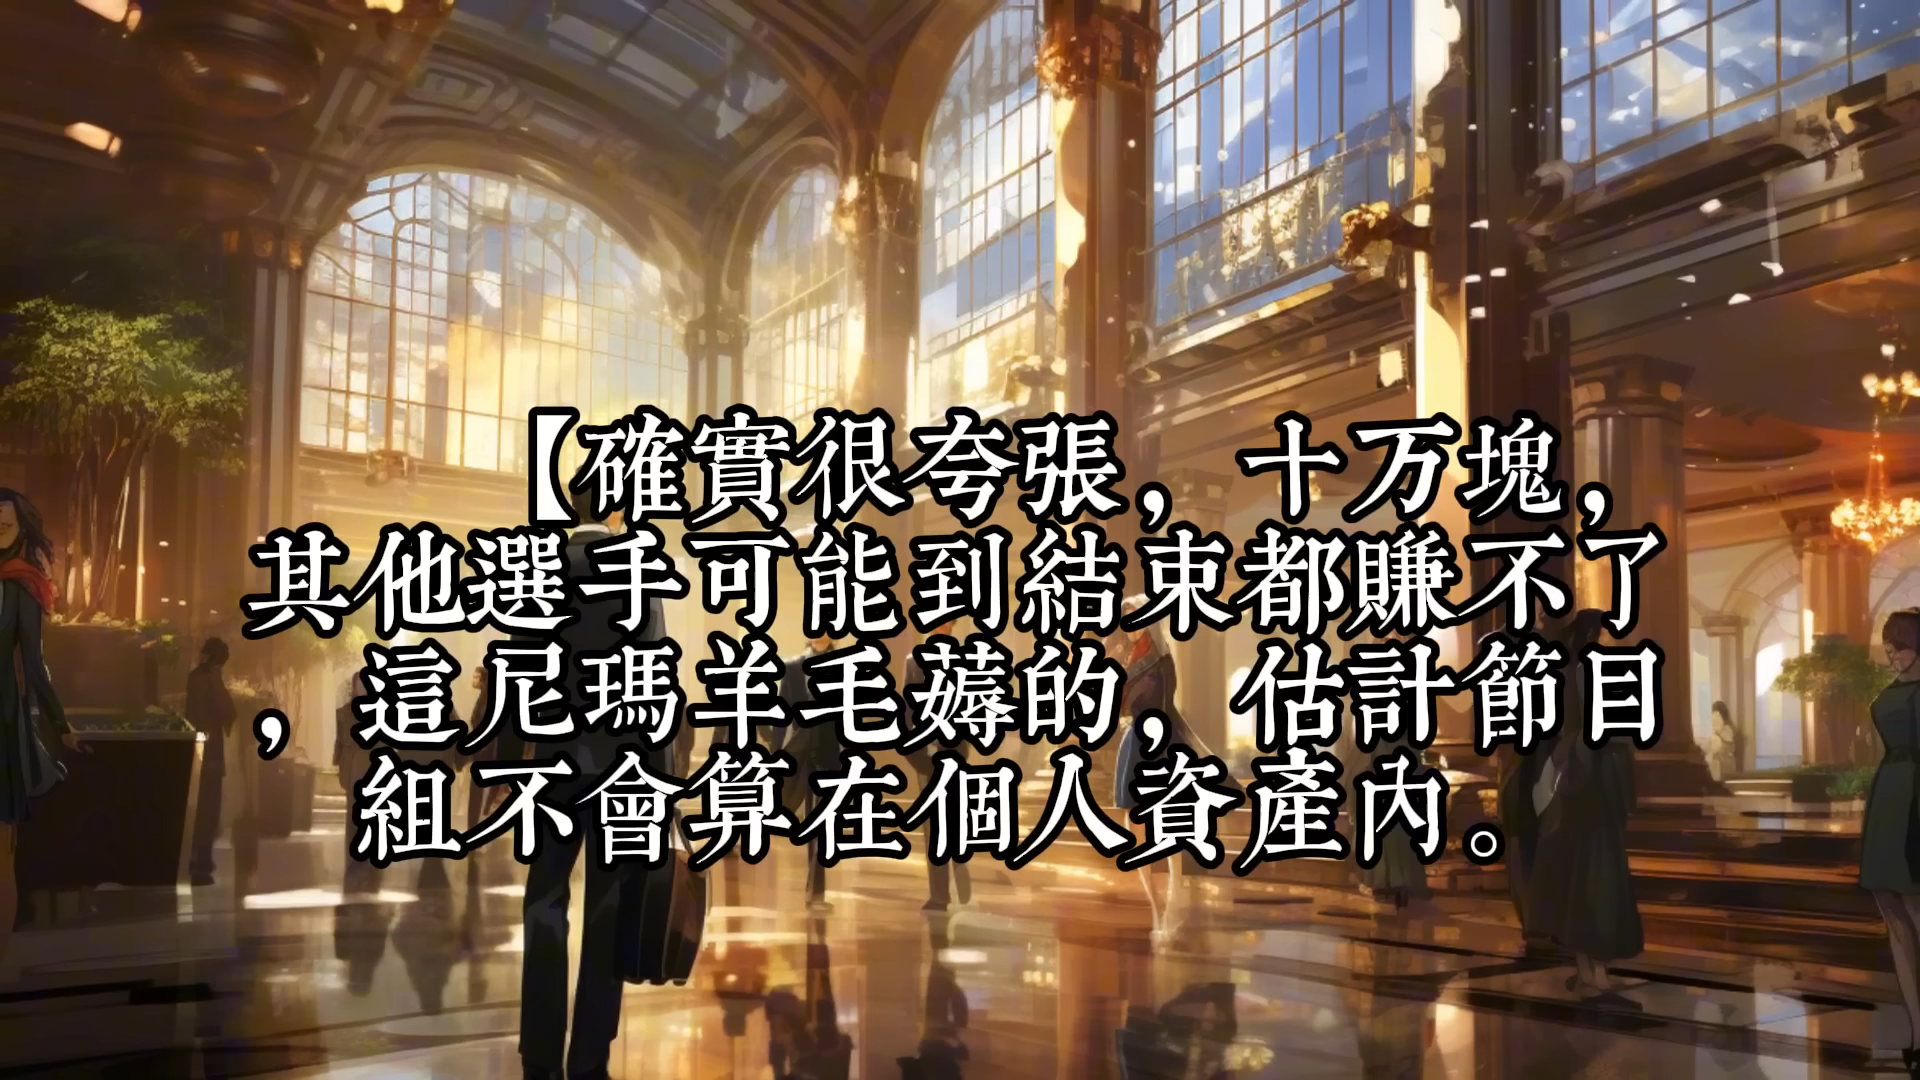 【確實很夸張，十万塊，
其他選手可能到結束都賺不了
，這尼瑪羊毛薅的，估計節目
組不會算在個人資產內。